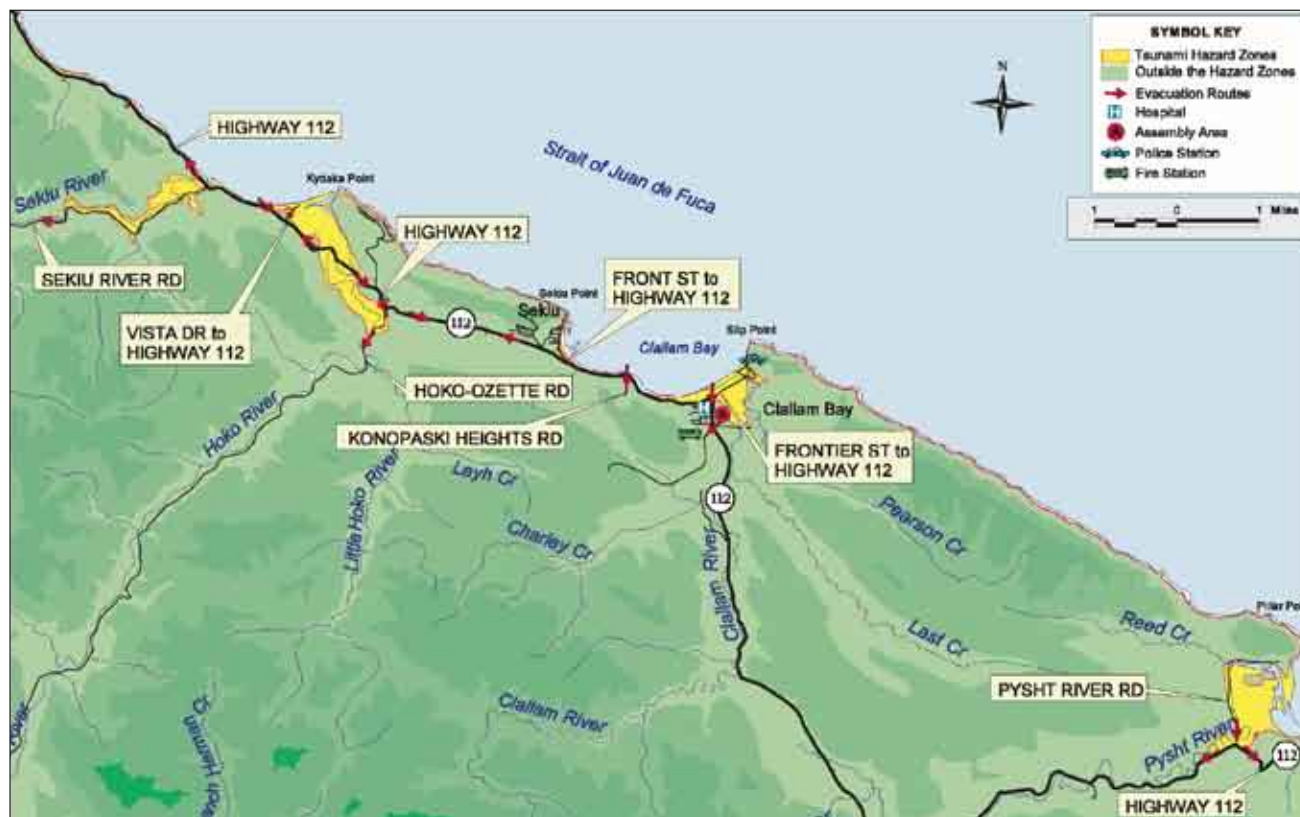 SYMBOL KEY
Tsunami Hazard Zones
Outside the Hazard Zones
Evacuation Routes
H
Hospital
Assembly Area
Police Station
Fire Station
N
1 0 1 Miles
HIGHWAY 112
Strait of Juan de Fuca
Sekiu River
Kydaka Point
HIGHWAY 112
SEKIU RIVER RD
FRONT ST to
HIGHWAY 112
Sekiu Point
Sekiu
112
VISTA DR to
HIGHWAY 112
Slip Point
Clallam Bay
HOKO-OZETTE RD
Clallam Bay
H
KONOPASKI HEIGHTS RD
Hoko River
FRONTIER ST to
HIGHWAY 112
Leyh Cr
Little Hoko River
112
Pearson Cr
Charley Cr
Clallam River
Pillar Po
Reed Cr
Last Cr
PYSHT RIVER RD
Clallam River
Pysht River
112
HIGHWAY 112
Herman Cr